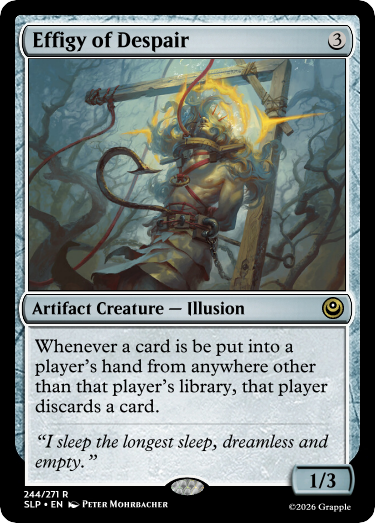 Effigy of Despair 3
Artifact Creature — Illusion
Whenever a card is be put into a
player’s hand from anywhere other
than that player’s library, that player
discards a card.
“I sleep the longest sleep, dreamless and
empty.”
1/3
244/271 R
SLP • EN Peter Mohrbacher
©2026 Grapple